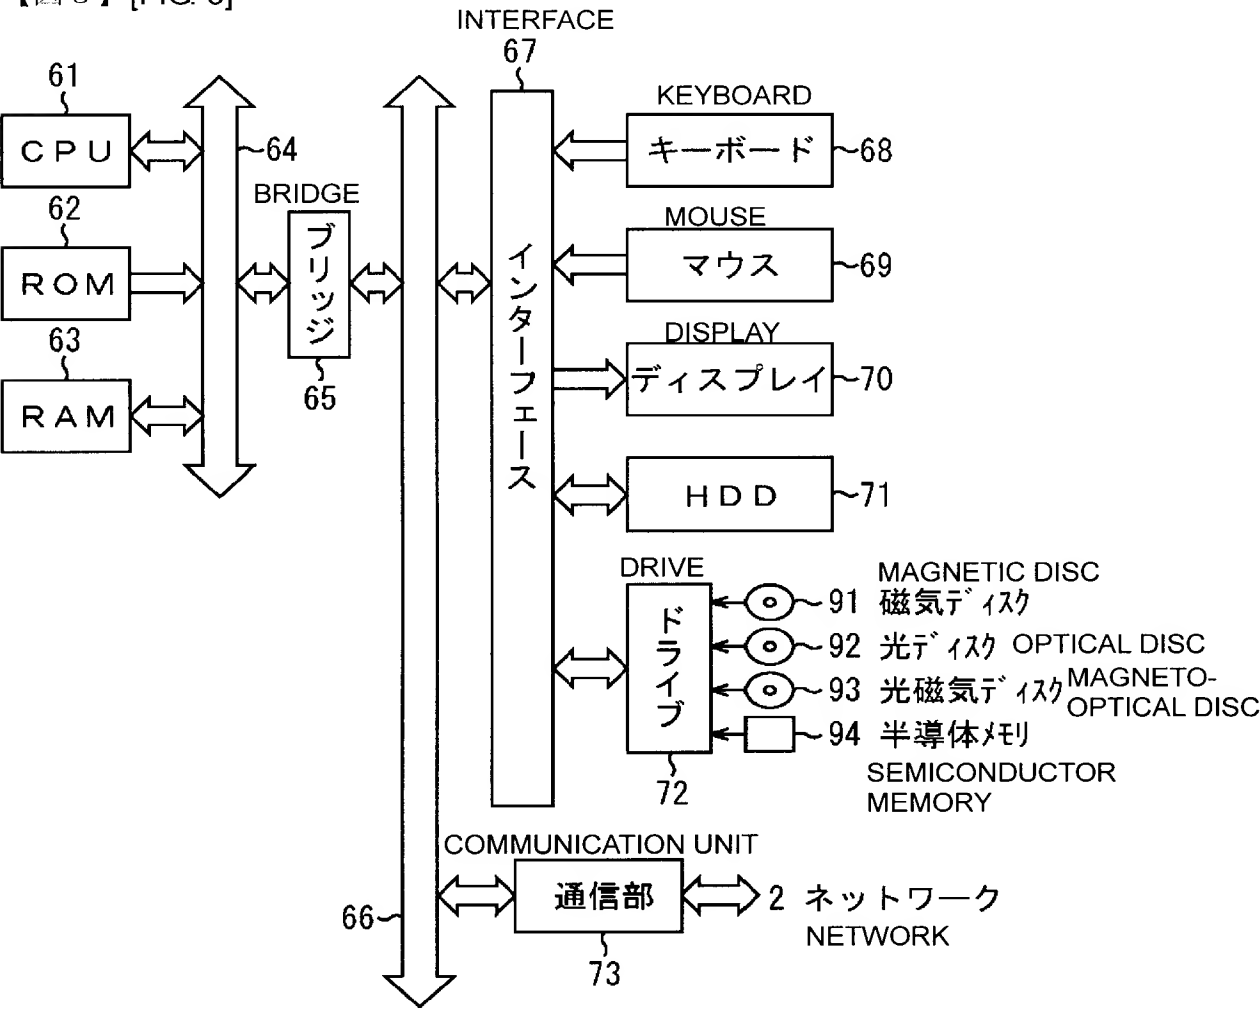 [FIG.
INTERFACE
67
61
CPU
64
62
ROM
63
RAM
BRIDGE
ブリッジ
65
インターフェース
KEYBOARD
キーボード
68
MOUSE
マウス
69
DISPLAY
ディスプレイ
70
HDD
71
DRIVE
ドライブ
72
MAGNETIC DISC
91 磁気ディスク
92 光ディスク OPTICAL DISC
93 光磁気ディスク MAGNETO-
OPTICAL DISC
94 半導体メモリ
SEMICONDUCTOR
MEMORY
COMMUNICATION UNIT
通信部
73
66
2 ネットワーク
NETWORK